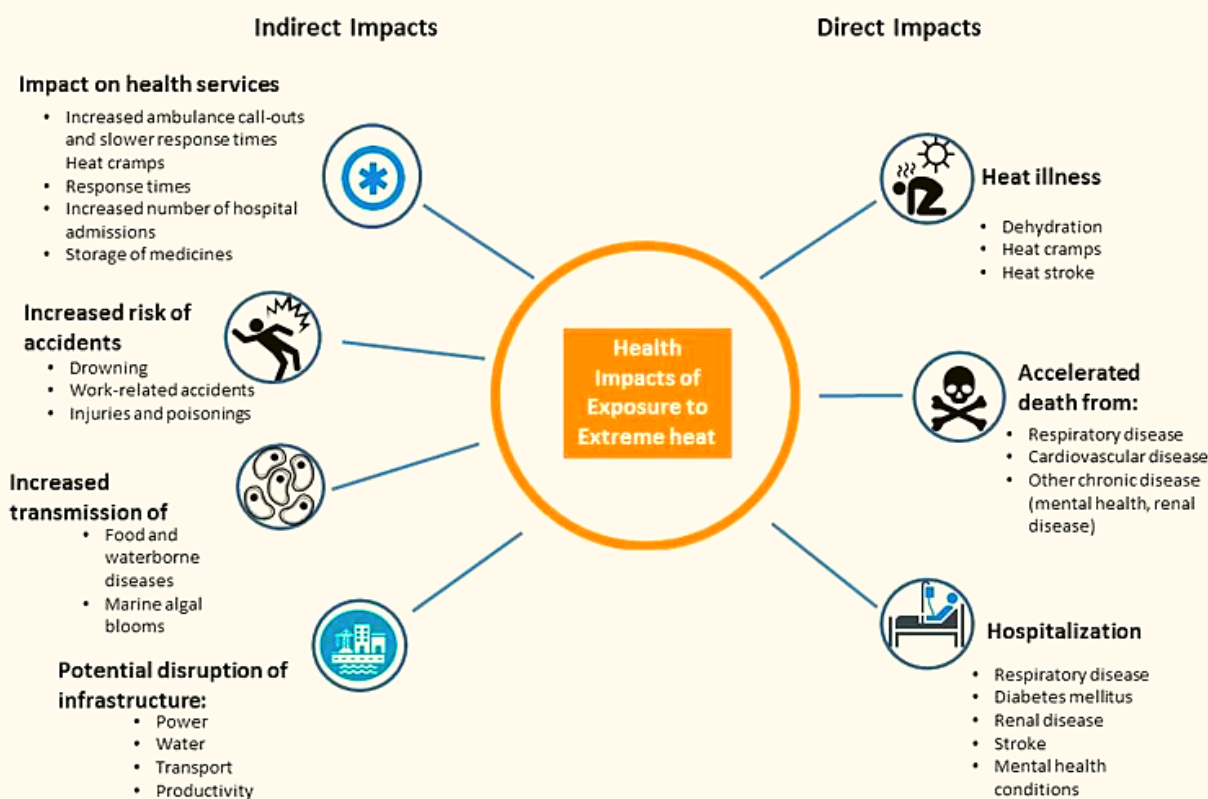 Indirect Impacts
Direct Impacts
Impact on health services
• Increased ambulance call-outs
and slower response times
Heat cramps
• Response times
• Increased number of hospital
admissions
• Storage of medicines
Increased risk of
accidents
• Drowning
• Work-related accidents
• Injuries and poisonings
Increased
transmission of
• Food and
waterborne
diseases
• Marine algal
blooms
Potential disruption of
infrastructure:
• Power
• Water
• Transport
• Productivity
Health
Impacts of
Exposure to
Extreme heat
Heat illness
• Dehydration
• Heat cramps
• Heat stroke
Accelerated
death from:
• Respiratory disease
• Cardiovascular disease
• Other chronic disease
(mental health, renal
disease)
Hospitalization
• Respiratory disease
• Diabetes mellitus
• Renal disease
• Stroke
• Mental health
conditions